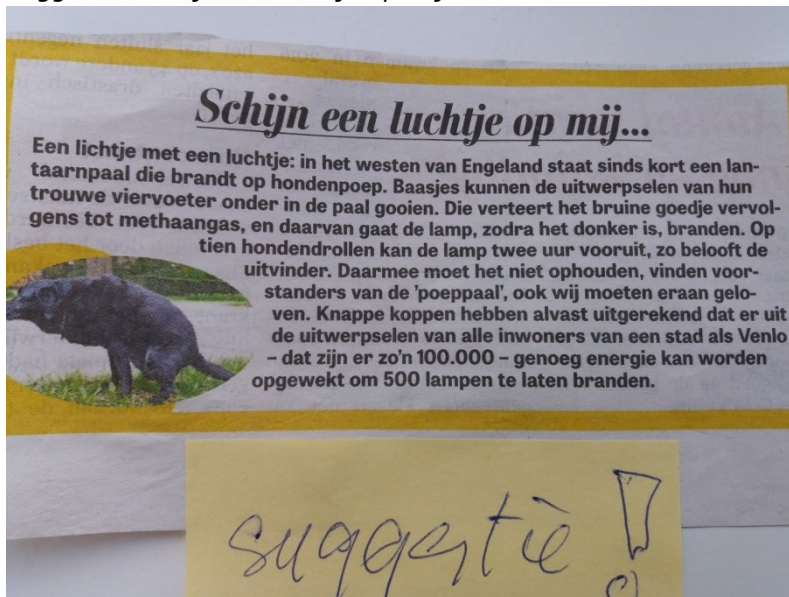 Schijn een luchtje op mij...
Een lichtje met een luchtje: in het westen van Engeland staat sinds kort een lan-
taarnpaal die brandt op hondenpoep. Baasjes kunnen de uitwerpselen van hun
trouwe viervoeter onder in de paal gooien. Die verteert het bruine goedje vervol-
gens tot methaangas, en daarvan gaat de lamp, zodra het donker is, branden. Op
tien hondendrollen kan de lamp twee uur vooruit, zo belooft de
uitvinder. Daarmee moet het niet ophouden, vinden voor-
standers van de 'poeppaal', ook wij moeten eraan gelo-
ven. Knappe koppen hebben alvast uitgerekend dat er uit
de uitwerpselen van alle inwoners van een stad als Venlo
– dat zijn er zo'n 100.000 – genoeg energie kan worden
opgewekt om 500 lampen te laten branden.
suggestie!